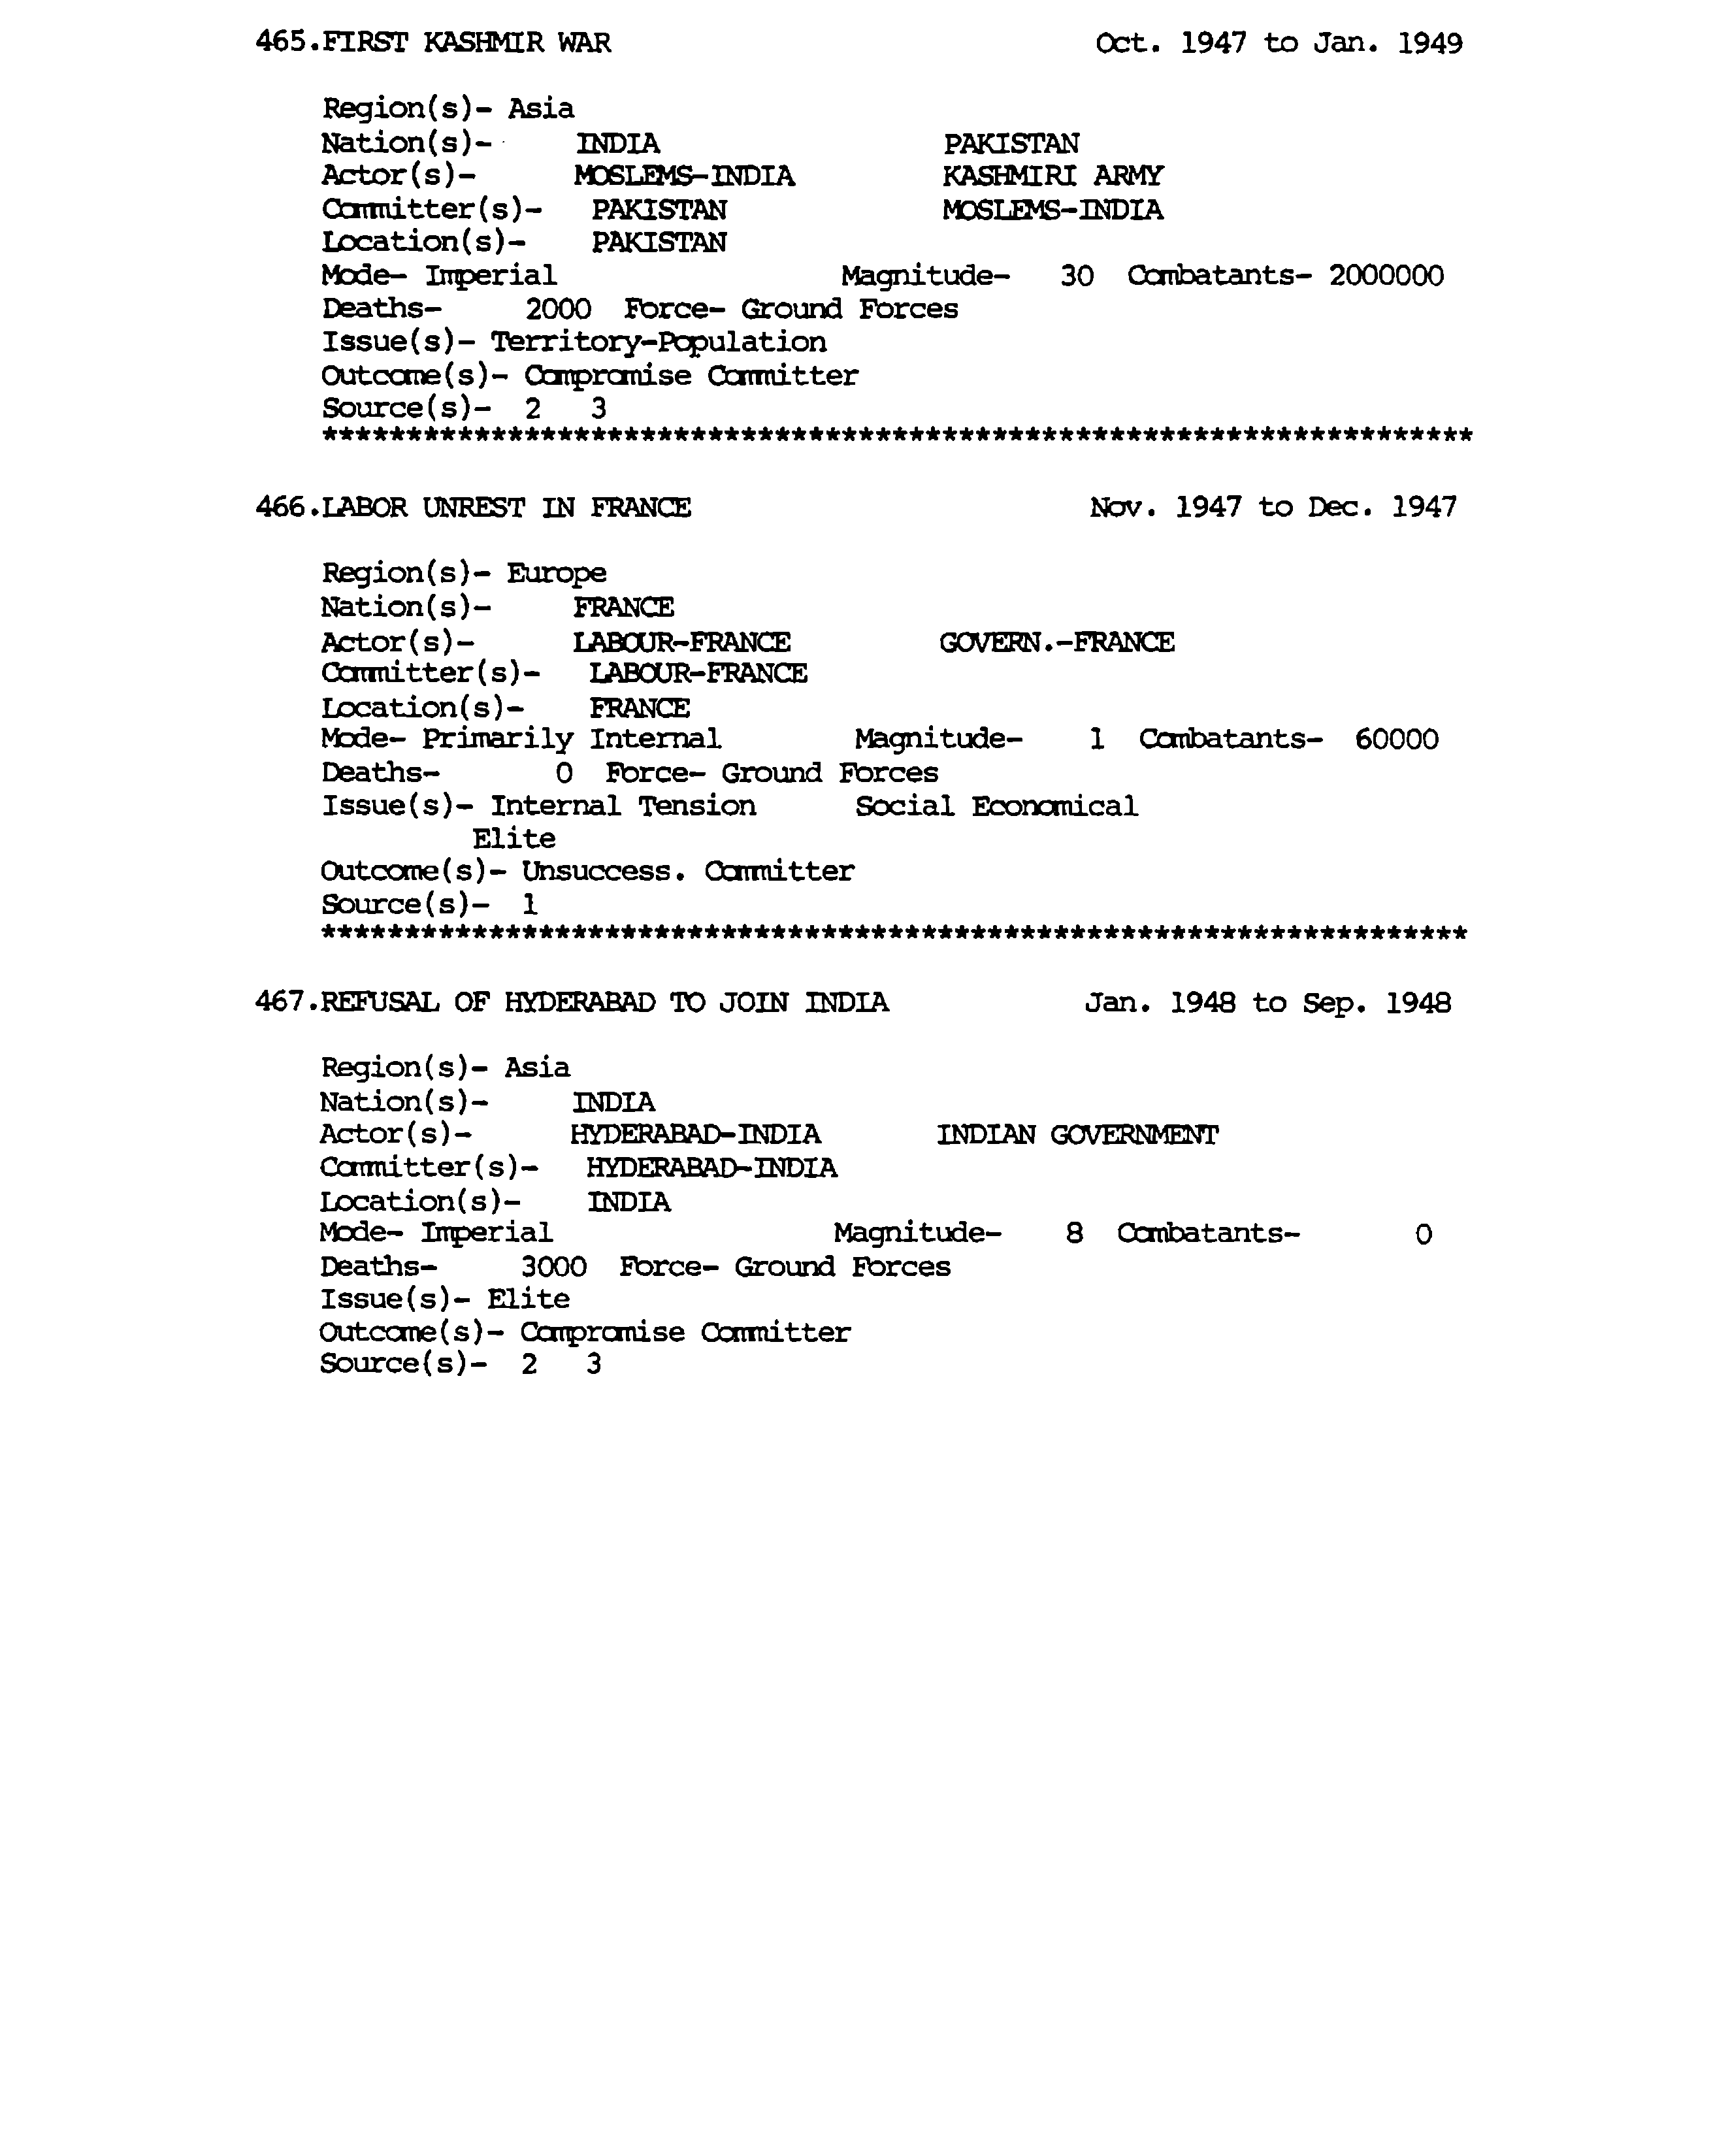 465.FIRST KASHMIR WAR Oct. 1947 to Jan. 1949
Region(s)- Asia
Nation(s)- INDIA PAKISTAN
Actor(s)- MOSLEMS-INDIA KASHMIRI ARMY
Committer(s)- PAKISTAN MOSLEMS-INDIA
Location(s)- PAKISTAN
Mode- Imperial Magnitude- 30 Combatants- 2000000
Deaths- 2000 Force- Ground Forces
Issue(s)- Territory-Population
Outcome(s)- Compromise Committer
Source(s)- 2 3
*********************************************************************
466.LABOR UNREST IN FRANCE Nov. 1947 to Dec. 1947
Region(s)- Europe
Nation(s)- FRANCE
Actor(s)- LABOUR-FRANCE GOVERN.-FRANCE
Committer(s)- LABOUR-FRANCE
Location(s)- FRANCE
Mode- Primarily Internal Magnitude- 1 Combatants- 60000
Deaths- 0 Force- Ground Forces
Issue(s)- Internal Tension Social Economical
Elite
Outcome(s)- Unsuccess. Committer
Source(s)- 1
*********************************************************************
467.REFUSAL OF HYDERABAD TO JOIN INDIA Jan. 1948 to Sep. 1948
Region(s)- Asia
Nation(s)- INDIA
Actor(s)- HYDERABAD-INDIA INDIAN GOVERNMENT
Committer(s)- HYDERABAD-INDIA
Location(s)- INDIA
Mode- Imperial Magnitude- 8 Combatants- 0
Deaths- 3000 Force- Ground Forces
Issue(s)- Elite
Outcome(s)- Compromise Committer
Source(s)- 2 3